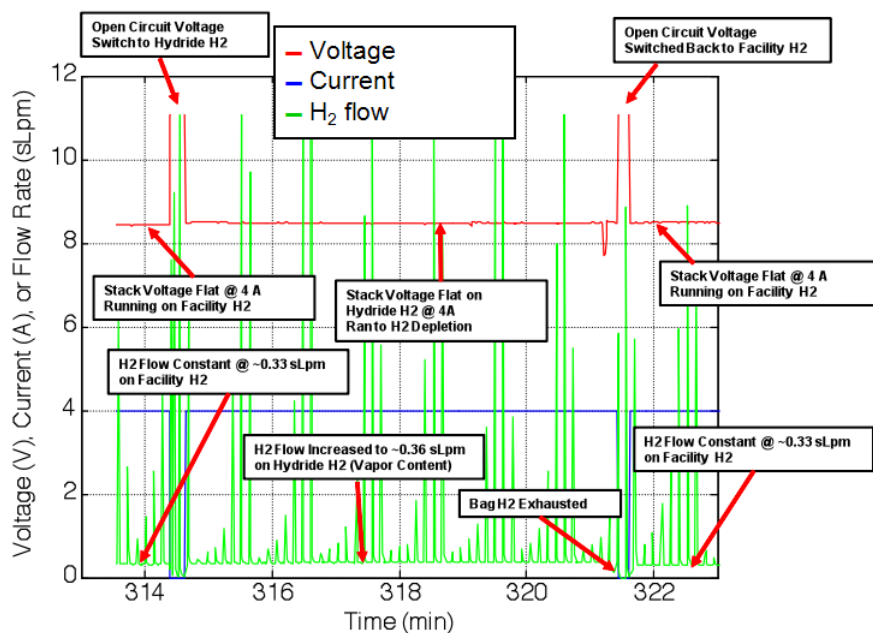 Open Circuit Voltage
Switch to Hydride H2
Open Circuit Voltage
Switched Back to Facility H2
Voltage
Current
H2 flow
Voltage (V), Current (A), or Flow Rate (sLpm)
12
10
8
6
4
2
0
Stack Voltage Flat @ 4 A
Running on Facility H2
Stack Voltage Flat on
Hydride H2 @ 4A
Ran to H2 Depletion
Stack Voltage Flat @ 4 A
Running on Facility H2
H2 Flow Constant @ ~0.33 sLpm
on Facility H2
H2 Flow Increased to ~0.36 sLpm
on Hydride H2 (Vapor Content)
Bag H2 Exhausted
H2 Flow Constant @ ~0.33 sLpm
on Facility H2
314
316
318
320
322
Time (min)